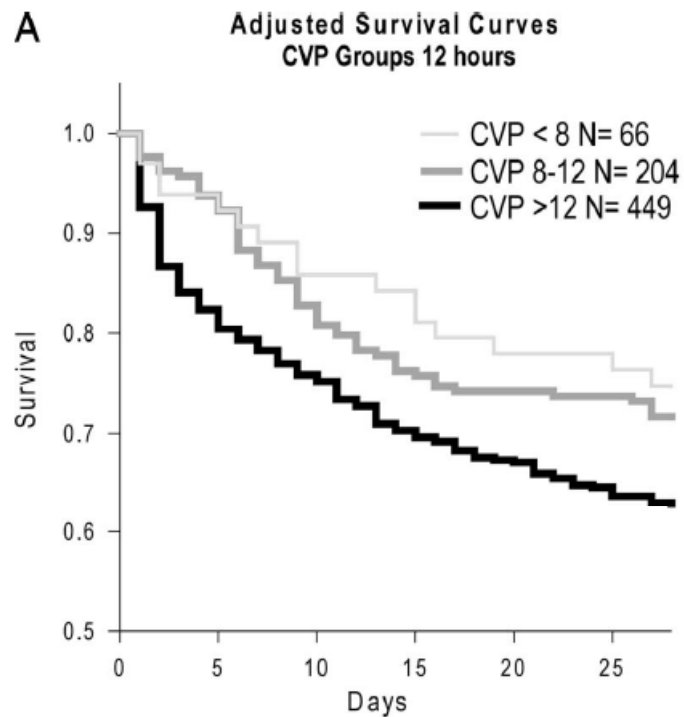 A
Adjusted Survival Curves
CVP Groups 12 hours
CVP < 8 N= 66
CVP 8-12 N= 204
CVP >12 N= 449
1.0
0.9
0.8
0.7
0.6
0.5
Survival
0
5
10
15
20
25
Days